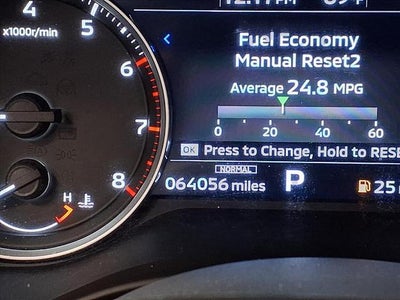 4 5
x1000r/min
6
7
8
H
Fuel Economy
Manual Reset2
Average 24.8 MPG
0 20 40 60
OK Press to Change, Hold to RESE
NORMAL
064056 miles P 25